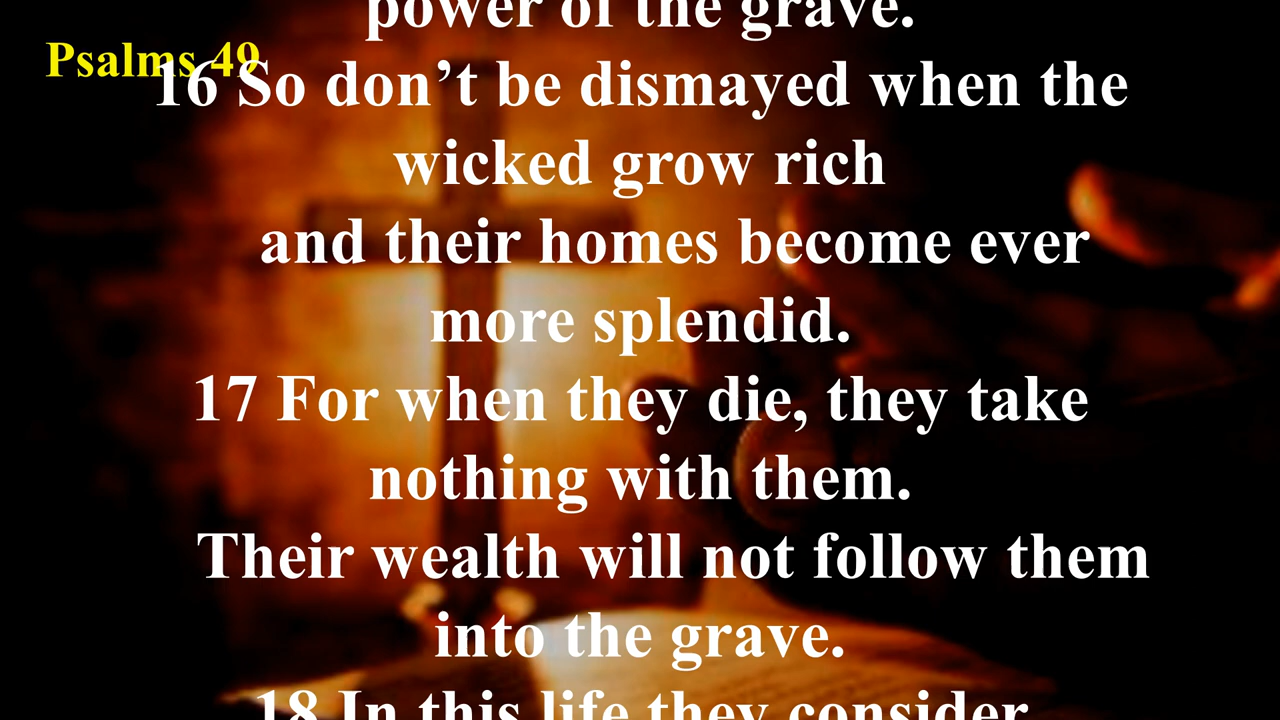 power of the grave.
Psalms 49
16 So don’t be dismayed when the
wicked grow rich
and their homes become ever
more splendid.
17 For when they die, they take
nothing with them.
Their wealth will not follow them
into the grave.
18 In this life they consider